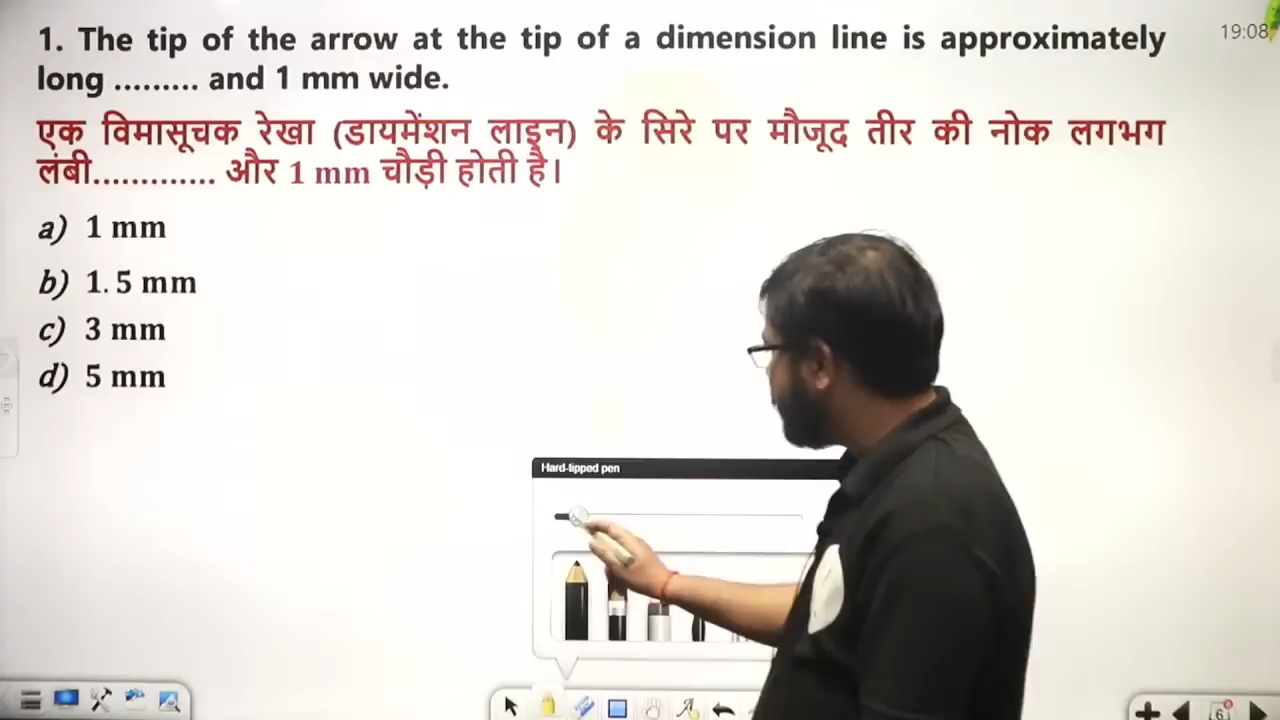 1. The tip of the arrow at the tip of a dimension line is approximately
long ......... and 1 mm wide.
एक विमासूचक रेखा (डायमेंशन लाइन) के सिरे पर मौजूद तीर की नोक लगभग
लंबी............. और 1 mm चौड़ी होती है।
a) 1 mm
b) 1.5 mm
c) 3 mm
d) 5 mm
19:08
Hard-tipped pen
6